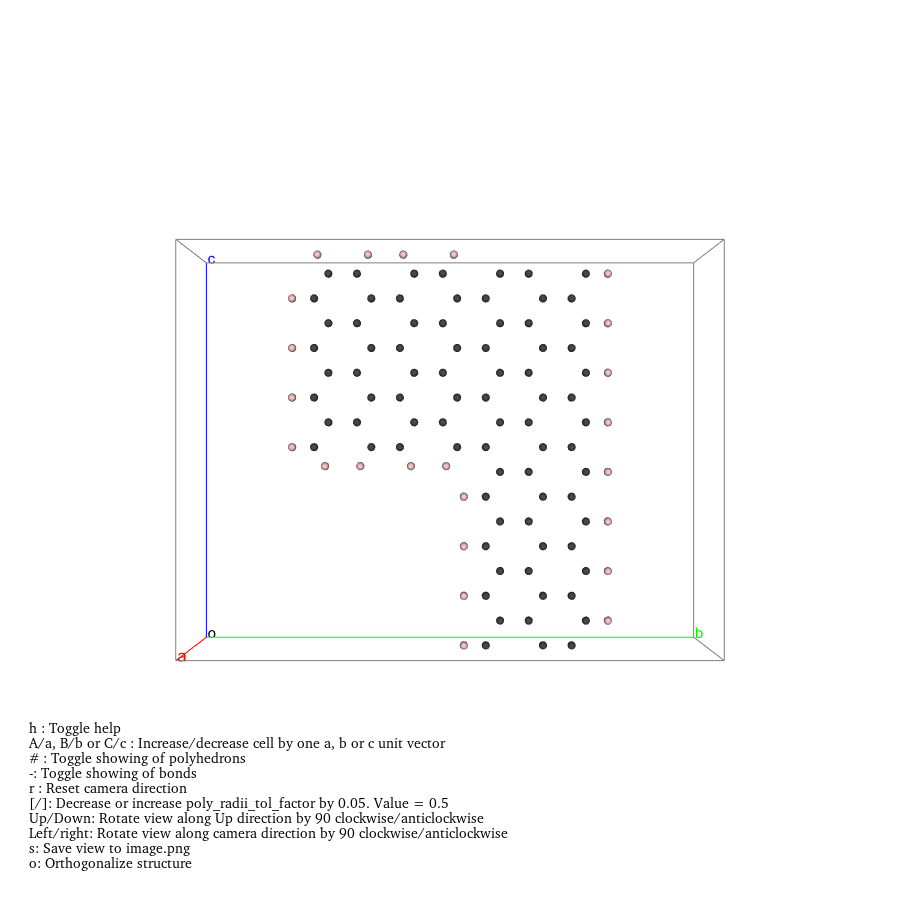 c
o
b
a
h : Toggle help
A/a, B/b or C/c : Increase/decrease cell by one a, b or c unit vector
# : Toggle showing of polyhedrons
-: Toggle showing of bonds
r : Reset camera direction
[/]: Decrease or increase poly_radii_tol_factor by 0.05. Value = 0.5
Up/Down: Rotate view along Up direction by 90 clockwise/anticlockwise
Left/right: Rotate view along camera direction by 90 clockwise/anticlockwise
s: Save view to image.png
o: Orthogonalize structure